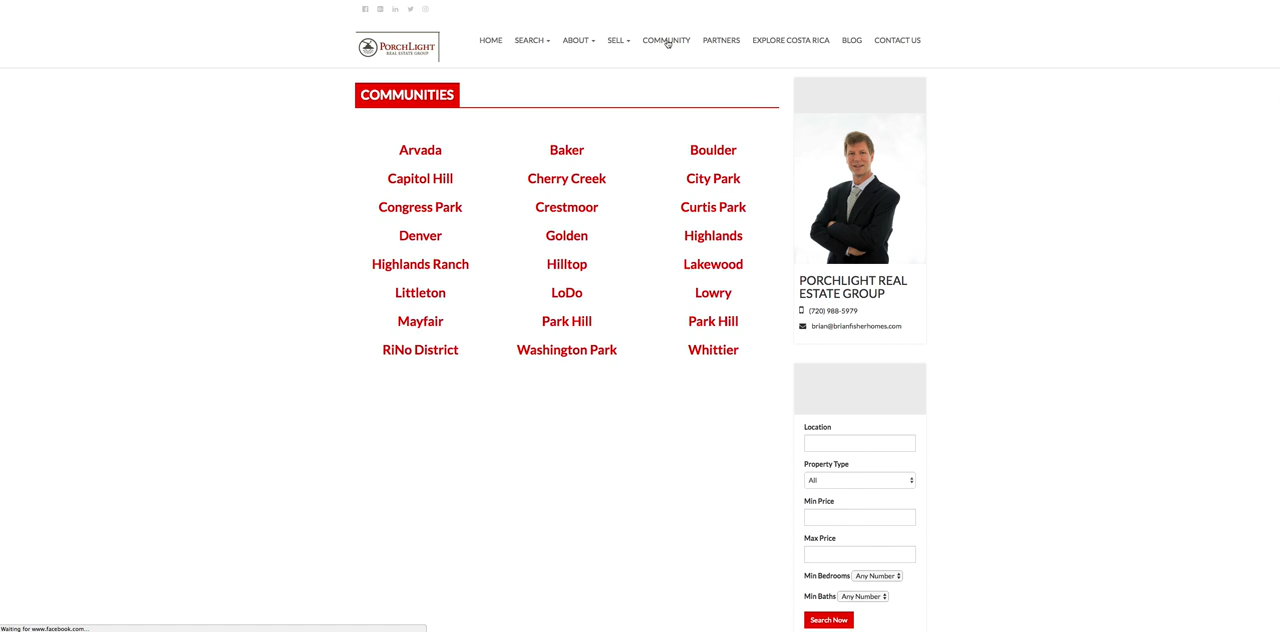 PORCHLIGHT
REAL ESTATE GROUP
HOME SEARCH ABOUT SELL COMMUNITY PARTNERS EXPLORE COSTA RICA BLOG CONTACT US
COMMUNITIES
Arvada Baker Boulder
Capitol Hill Cherry Creek City Park
Congress Park Crestmoor Curtis Park
Denver Golden Highlands
Highlands Ranch Hilltop Lakewood
Littleton LoDo Lowry
Mayfair Park Hill Park Hill
RiNo District Washington Park Whittier
PORCHLIGHT REAL
ESTATE GROUP
(720) 988-5979
brian@brianfisherhomes.com
Location
Property Type
All
Min Price
Max Price
Min Bedrooms Any Number
Min Baths Any Number
Search Now
Waiting for www.facebook.com...